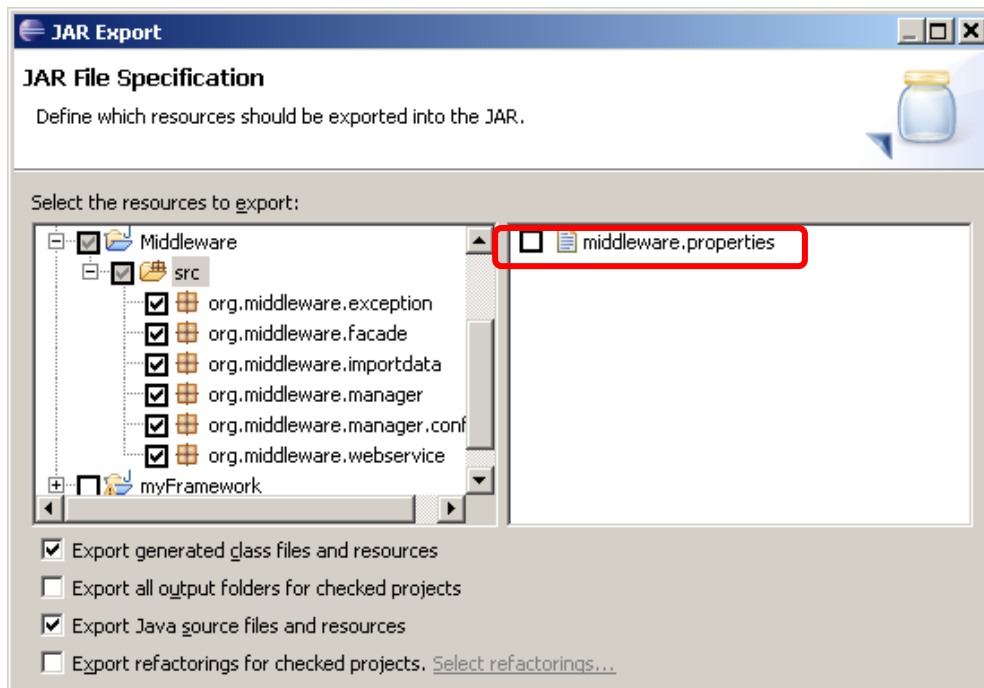 JAR Export
JAR File Specification
Define which resources should be exported into the JAR.
Select the resources to export:
Middleware
src
org.middleware.exception
org.middleware.facade
org.middleware.importdata
org.middleware.manager
org.middleware.manager.conf
org.middleware.webservice
myFramework
middleware.properties
Export generated class files and resources
Export all output folders for checked projects
Export Java source files and resources
Export refactorings for checked projects. Select refactorings...